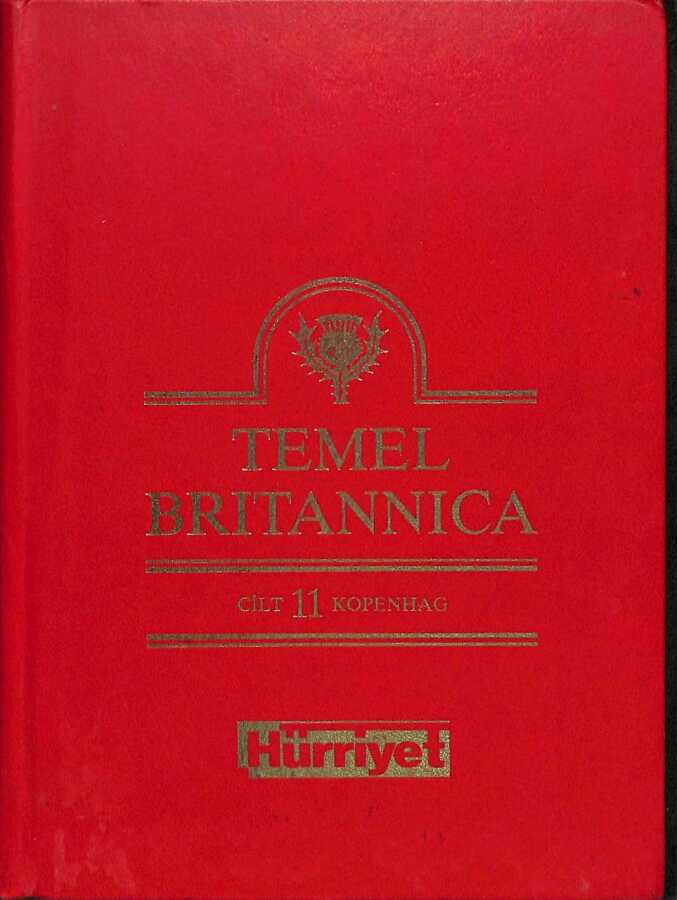 TEMEL
BRITANNICA
CİLT 11 KOPENHAG
Hürriyet